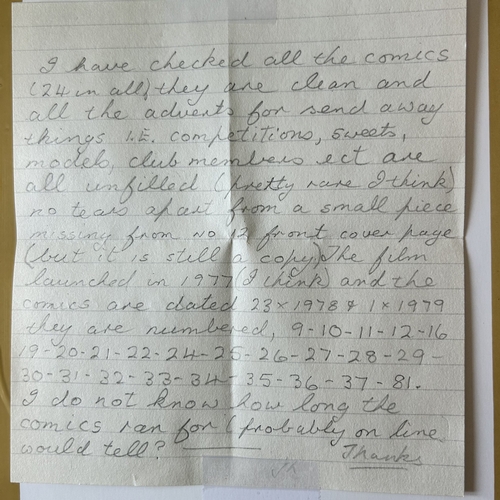 I have checked all the comics
(24 in all) they are clean and
all the adverts for send away
things I.E. competitions, sweets,
models, club members ect are
all unfilled (pretty rare I think)
no tears apart from a small piece
missing from No 12 front cover page
(but it is still a copy) The film
launched in 1977 (I think) and the
comics are dated 23 x 1978 & 1 x 1979
they are numbered, 9-10-11-12-16
19-20-21-22-24-25-26-27-28-29-
30-31-32-33-34-35-36-37-81.
I do not know how long the
comics ran for (probably on line
would tell?
Thanks